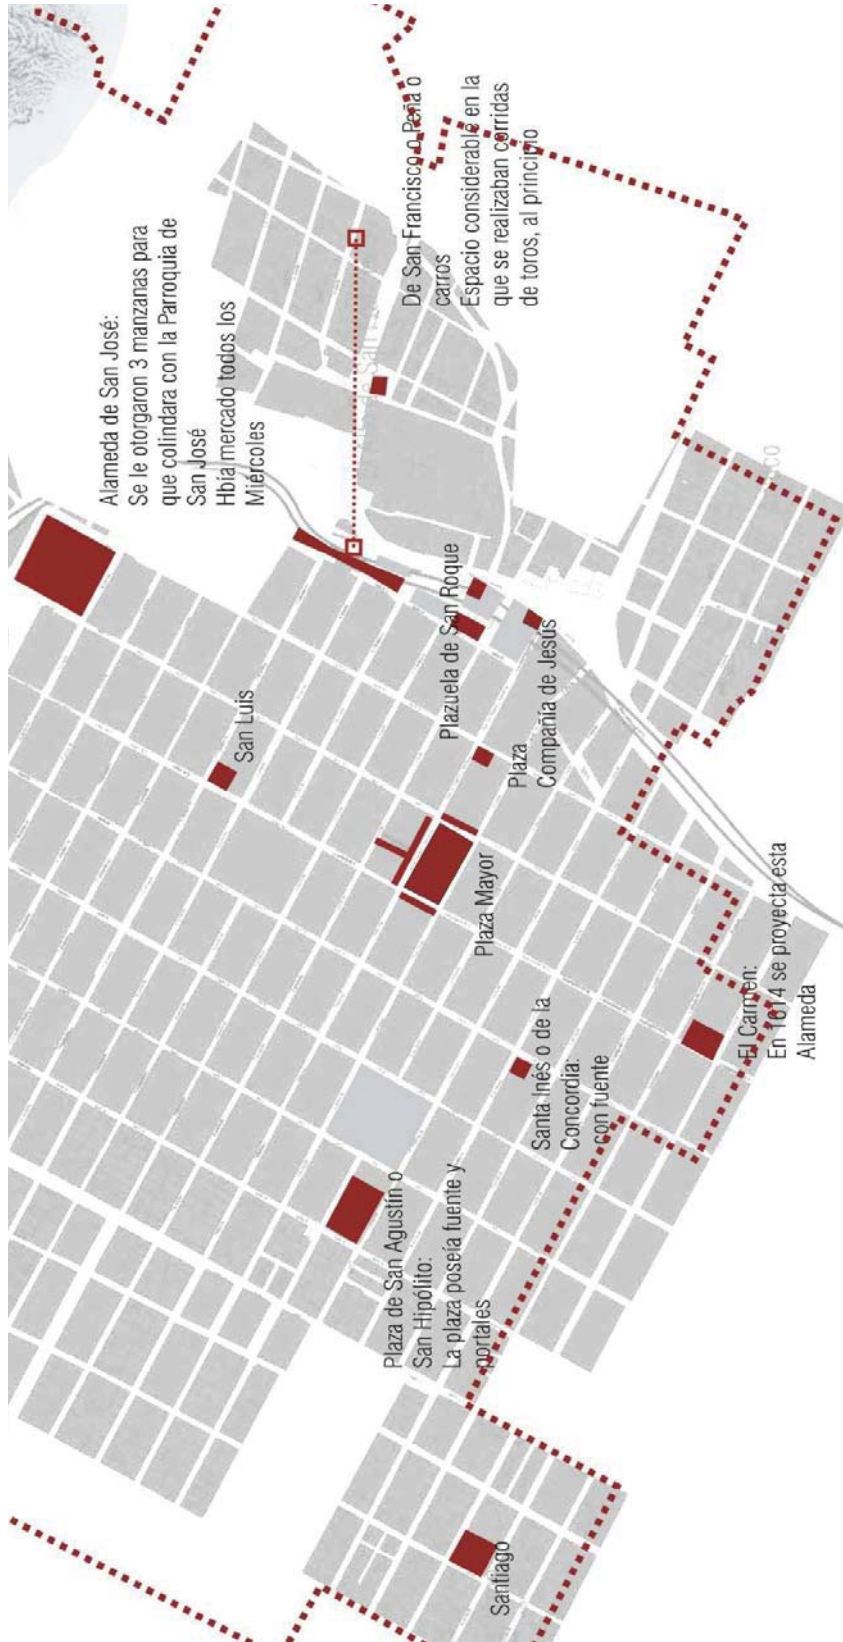 Alameda de San José:
Se le otorgaron 3 manzanas para
que colindara con la Parroquia de
San José
Hbía mercado todos los
Miércoles
De San Francisco o Peña o
carros
Espacio considerable en la
que se realizaban corridas
de toros, al principio
San Luis
Plazuela de San Roque
Plaza
Compañía de Jesús
Plaza Mayor
El Carmen:
En 1614 se proyecta esta
Alameda
Santa Inés o de la
Concordia:
con fuente
Plaza de San Agustín o
San Hipólito:
La plaza poseía fuente y
portales
Santiago